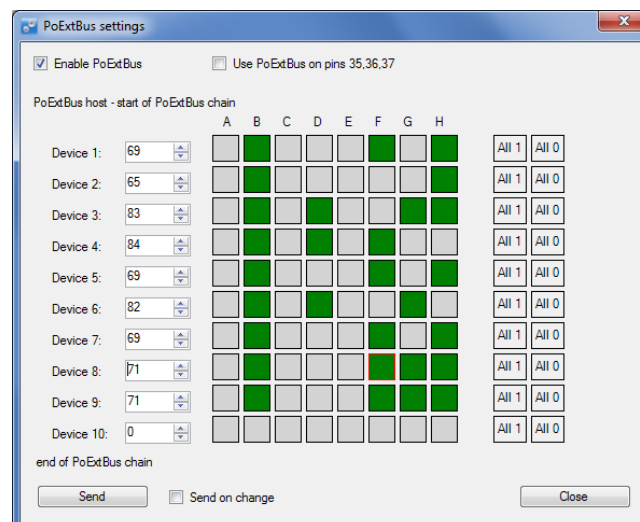 PoExtBus settings
Enable PoExtBus Use PoExtBus on pins 35,36,37
PoExtBus host - start of PoExtBus chain
A B C D E F G H
Device 1: 69 All 1 All 0
Device 2: 65 All 1 All 0
Device 3: 83 All 1 All 0
Device 4: 84 All 1 All 0
Device 5: 69 All 1 All 0
Device 6: 82 All 1 All 0
Device 7: 69 All 1 All 0
Device 8: 71 All 1 All 0
Device 9: 71 All 1 All 0
Device 10: 0 All 1 All 0
end of PoExtBus chain
Send Send on change Close